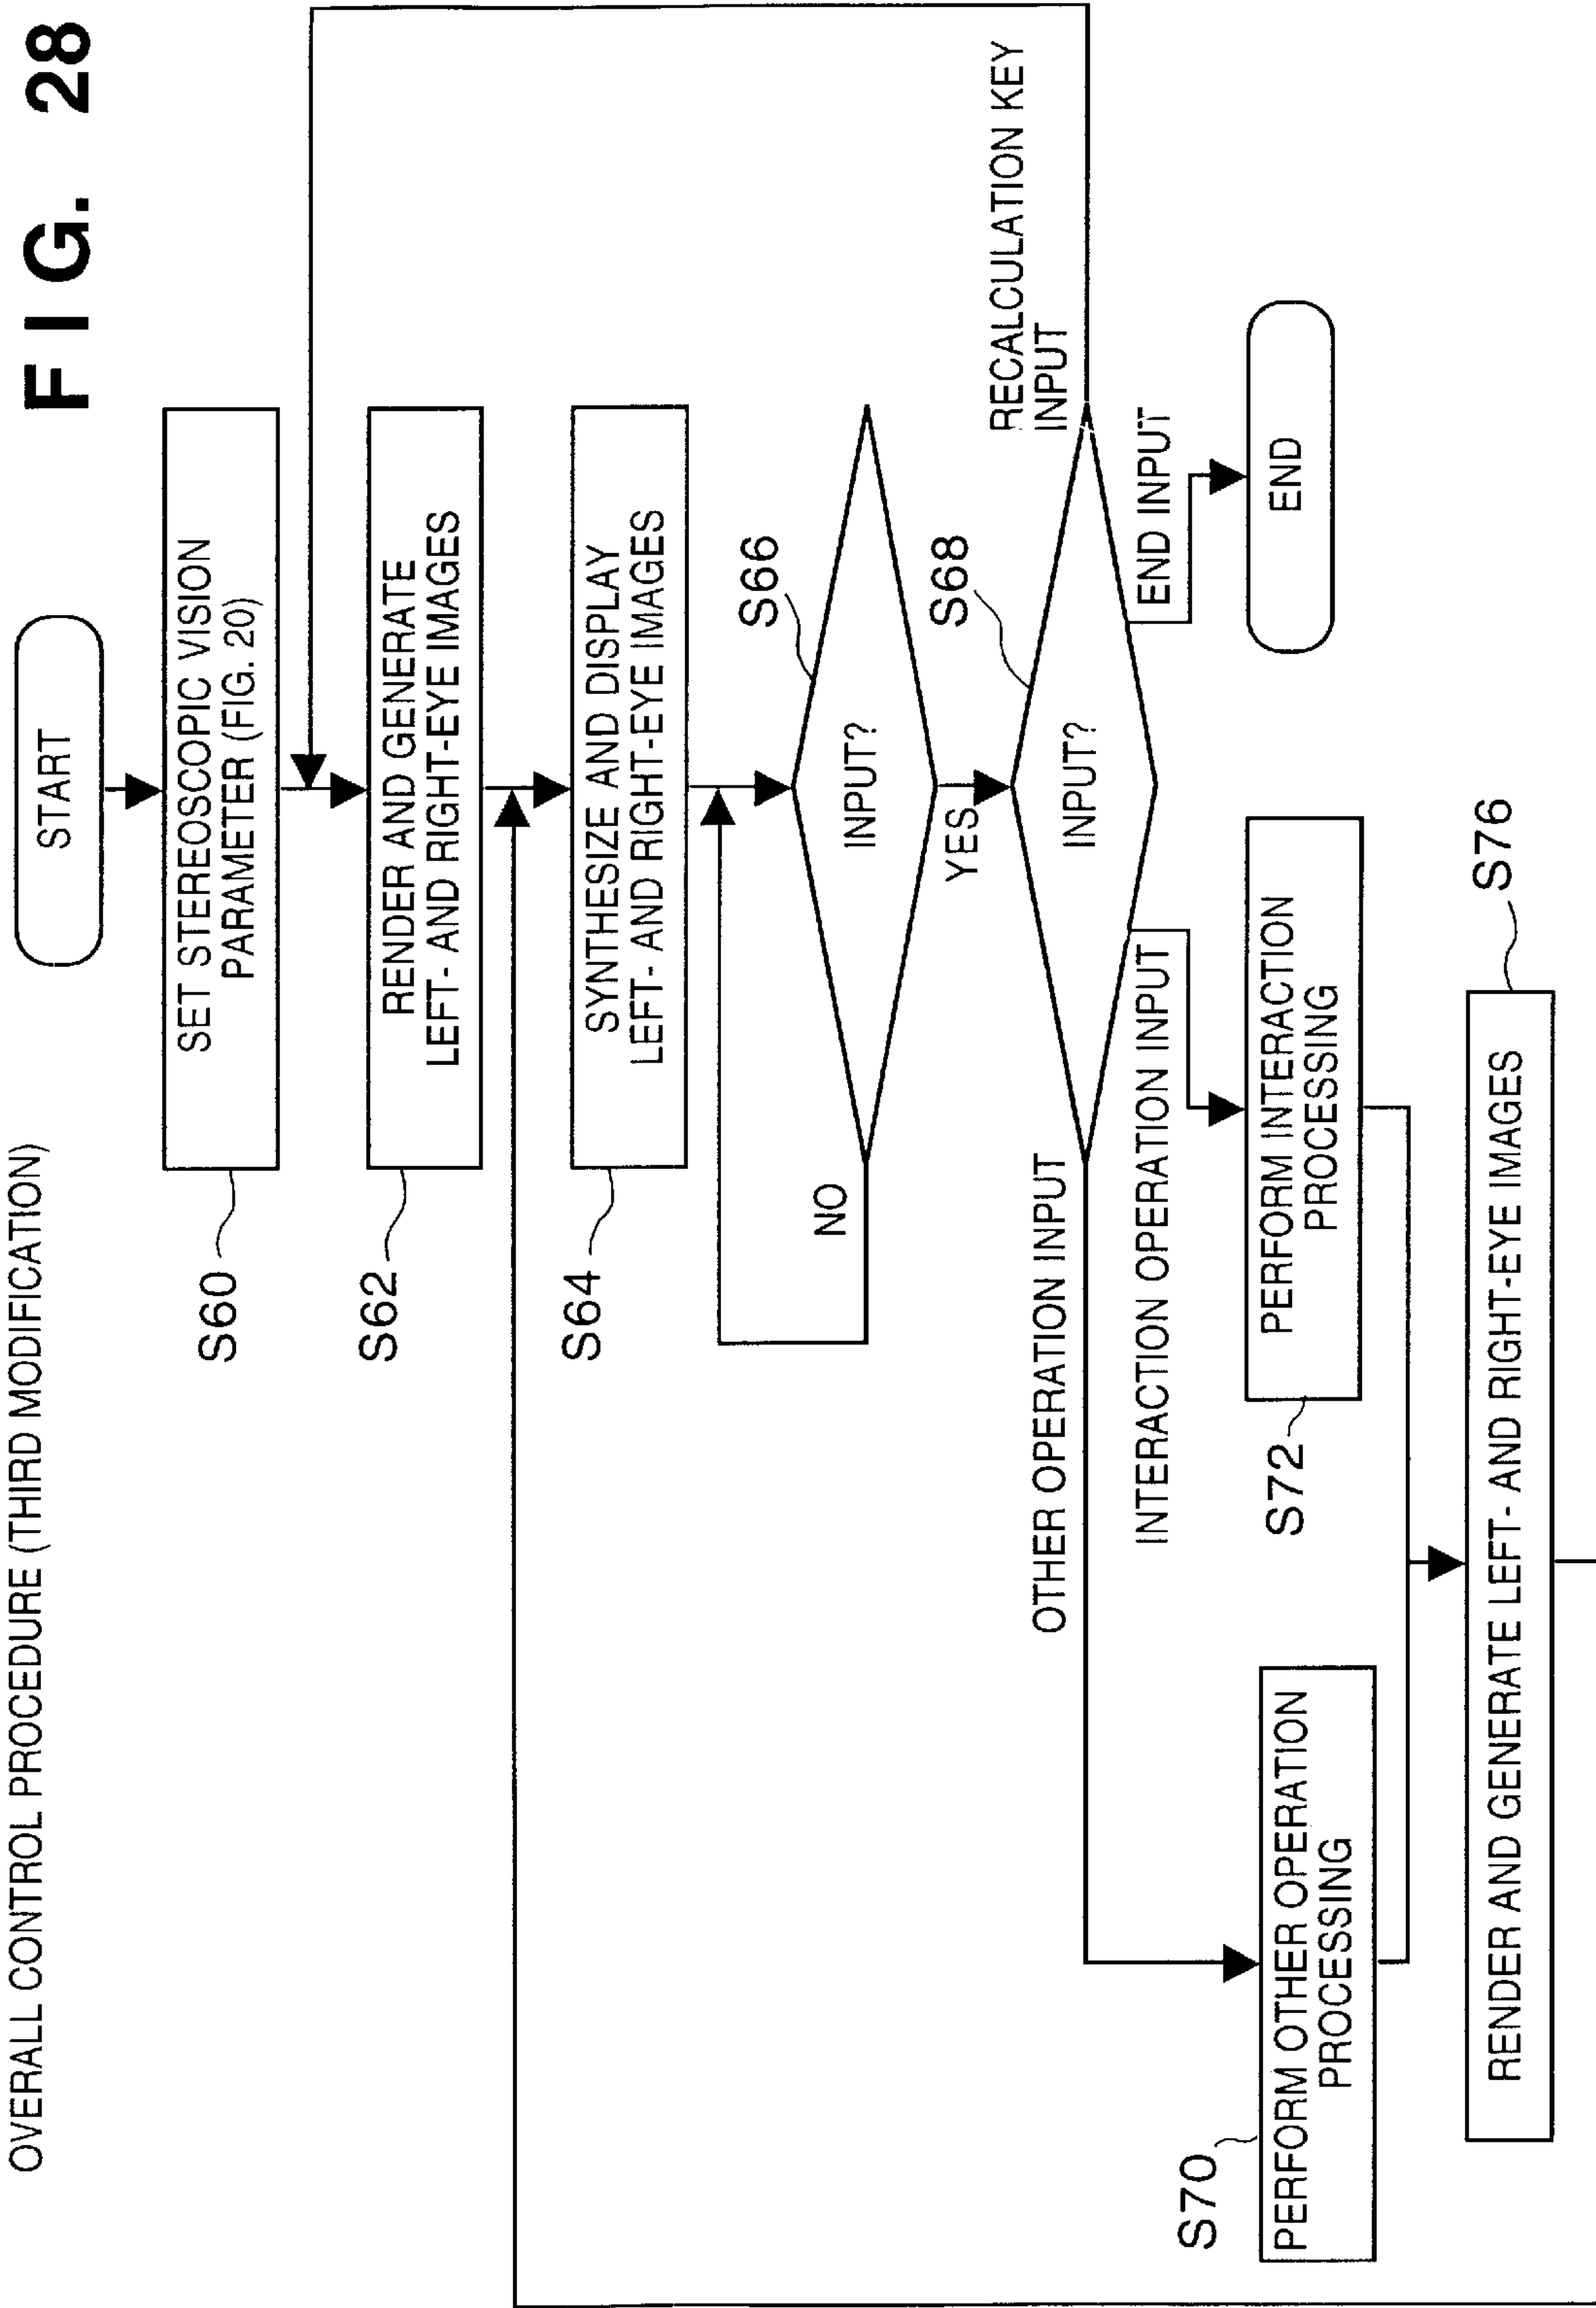 FIG. 28
OVERALL CONTROL PROCEDURE (THIRD MODIFICATION)
START
S60
SET STEREOSCOPIC VISION
PARAMETER (FIG. 20)
S62
RENDER AND GENERATE
LEFT- AND RIGHT-EYE IMAGES
S64
SYNTHESIZE AND DISPLAY
LEFT- AND RIGHT-EYE IMAGES
S66
INPUT?
NO
YES
S68
INPUT?
RECALCULATION KEY
INPUT
OTHER OPERATION INPUT
INTERACTION OPERATION INPUT
END INPUT
END
S70
PERFORM OTHER OPERATION
PROCESSING
S72
PERFORM INTERACTION
PROCESSING
S76
RENDER AND GENERATE LEFT- AND RIGHT-EYE IMAGES